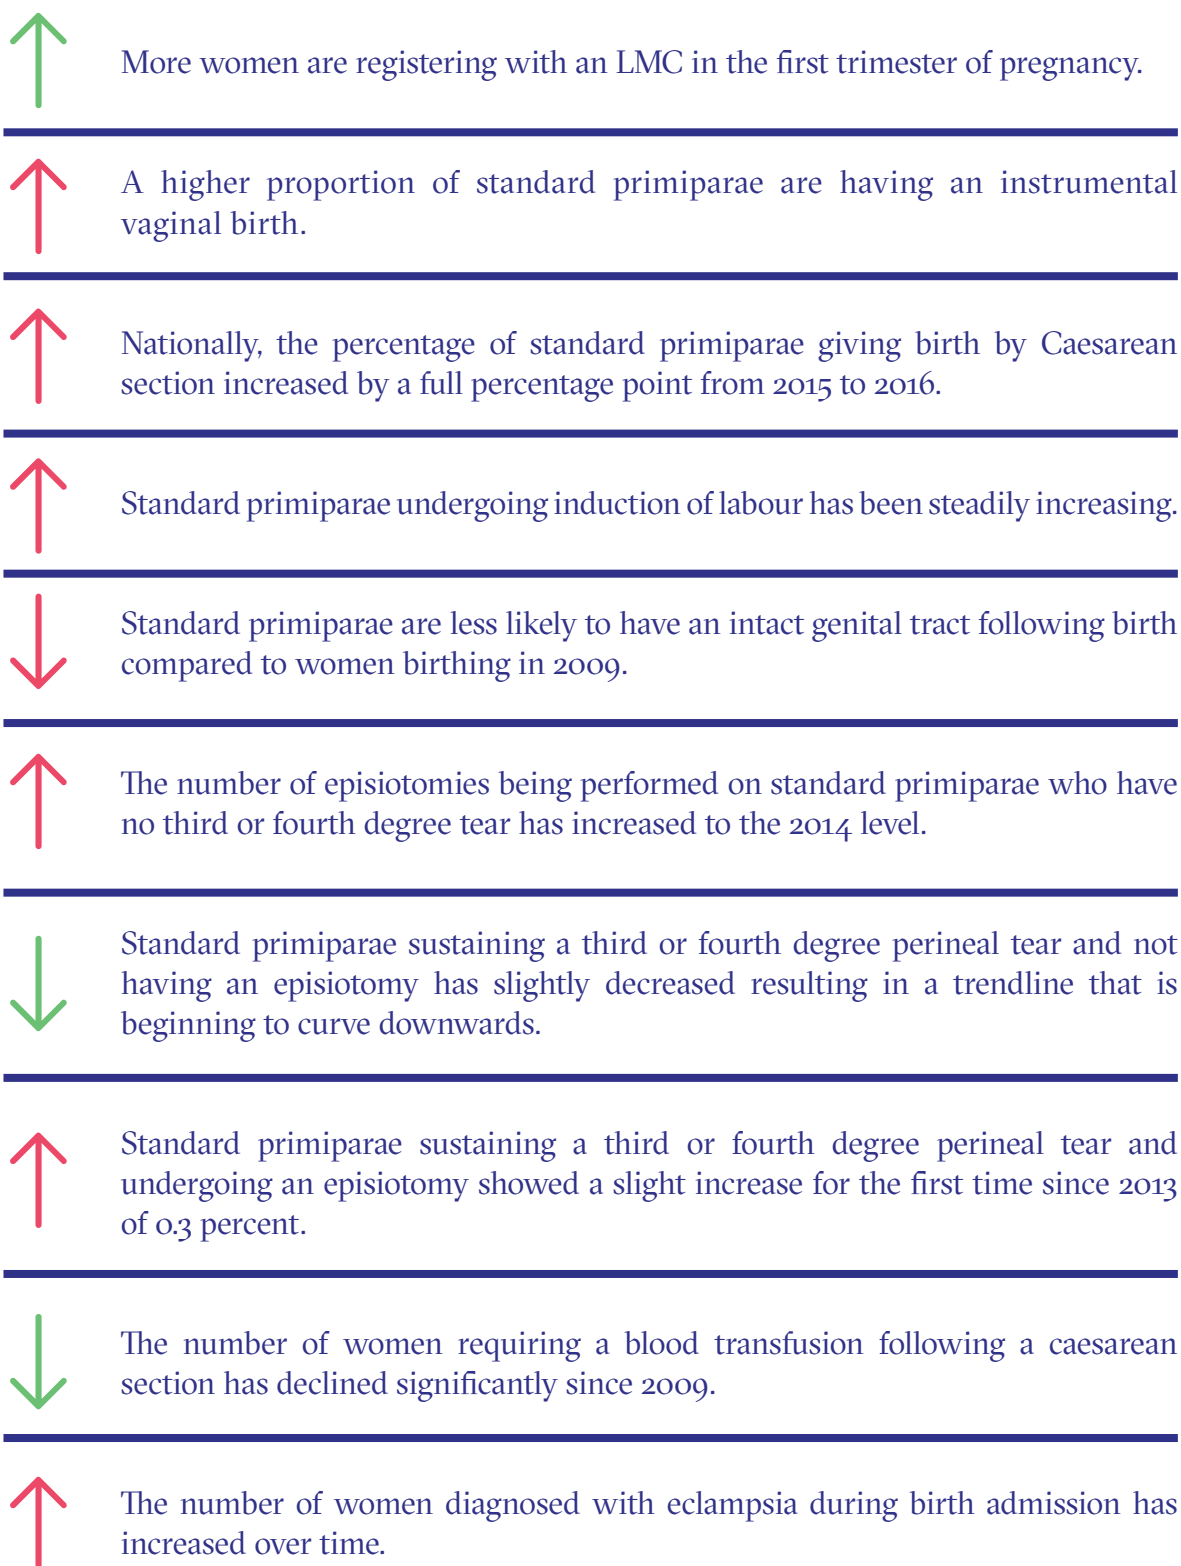 More women are registering with an LMC in the first trimester of pregnancy.
A higher proportion of standard primiparae are having an instrumental
vaginal birth.
Nationally, the percentage of standard primiparae giving birth by Caesarean
section increased by a full percentage point from 2015 to 2016.
Standard primiparae undergoing induction of labour has been steadily increasing.
Standard primiparae are less likely to have an intact genital tract following birth
compared to women birthing in 2009.
The number of episiotomies being performed on standard primiparae who have
no third or fourth degree tear has increased to the 2014 level.
Standard primiparae sustaining a third or fourth degree perineal tear and not
having an episiotomy has slightly decreased resulting in a trendline that is
beginning to curve downwards.
Standard primiparae sustaining a third or fourth degree perineal tear and
undergoing an episiotomy showed a slight increase for the first time since 2013
of 0.3 percent.
The number of women requiring a blood transfusion following a caesarean
section has declined significantly since 2009.
The number of women diagnosed with eclampsia during birth admission has
increased over time.